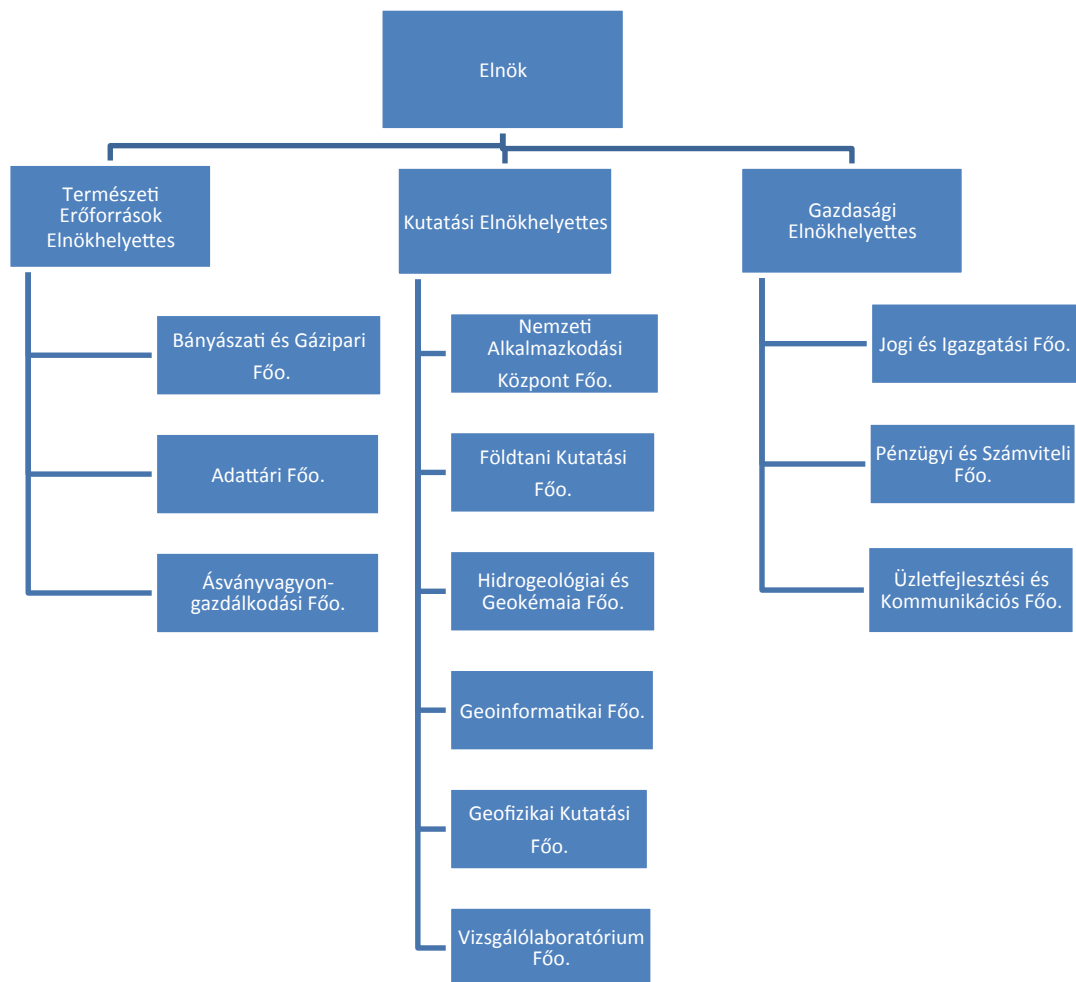 Elnök
Természeti
Erőforrások
Elnökhelyettes
Bányászati és Gázipari
Főo.
Adattári Főo.
Ásványvagyon-
gazdálkodási Főo.
Kutatási Elnökhelyettes
Nemzeti
Alkalmazkodási
Központ Főo.
Földtani Kutatási
Főo.
Hidrogeológiai és
Geokémaia Főo.
Geoinformatikai Főo.
Geofizikai Kutatási
Főo.
Vizsgálólaboratórium
Főo.
Gazdasági
Elnökhelyettes
Jogi és Igazgatási Főo.
Pénzügyi és Számviteli
Főo.
Üzletfejlesztési és
Kommunikációs Főo.